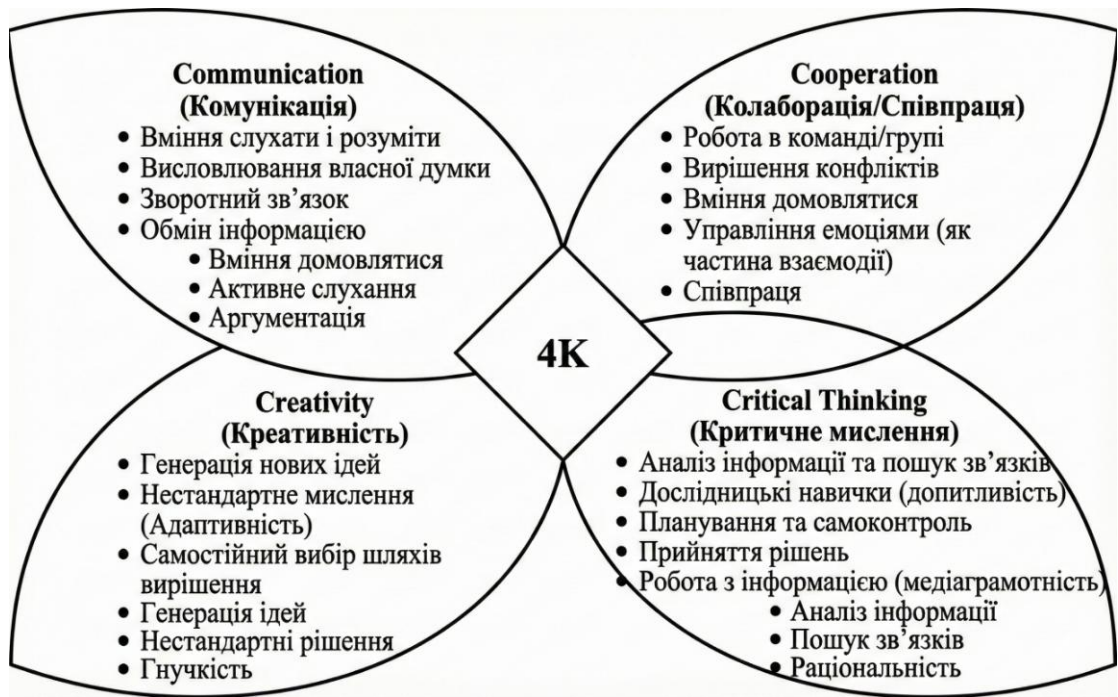 Communication
(Комунікація)
• Вміння слухати і розуміти
• Висловлювання власної думки
• Зворотний зв’язок
• Обмін інформацією
• Вміння домовлятися
• Активне слухання
• Аргументація
Cooperation
(Колаборація/Співпраця)
• Робота в команді/групі
• Вирішення конфліктів
• Вміння домовлятися
• Управління емоціями (як
частина взаємодії)
• Співпраця
4К
Creativity
(Креативність)
• Генерація нових ідей
• Нестандартне мислення
(Адаптивність)
• Самостійний вибір шляхів
вирішення
• Генерація ідей
• Нестандартні рішення
• Гнучкість
Critical Thinking
(Критичне мислення)
• Аналіз інформації та пошук зв’язків
• Дослідницькі навички (допитливість)
• Планування та самоконтроль
• Прийняття рішень
• Робота з інформацією (медіаграмотність)
• Аналіз інформації
• Пошук зв’язків
• Раціональність